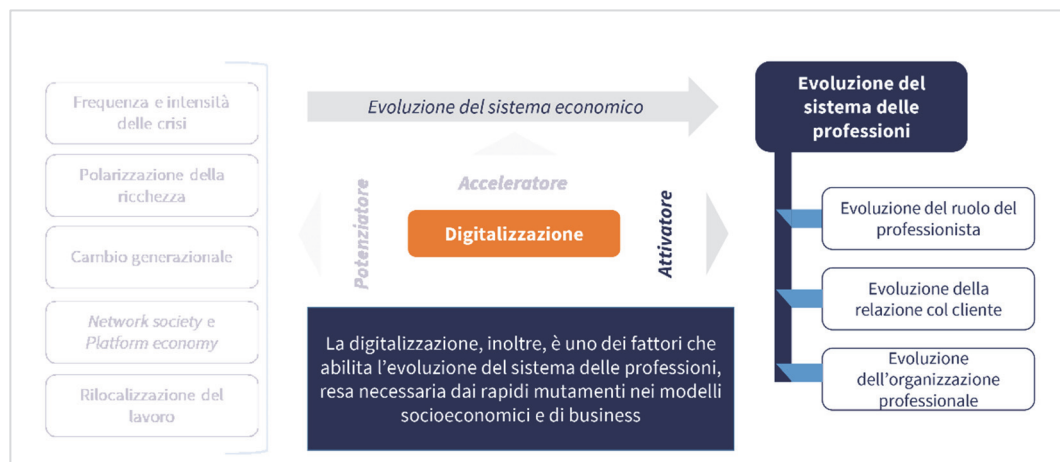 Frequenza e intensità
delle crisi
Polarizzazione della
ricchezza
Cambio generazionale
Network society e
Platform economy
Rilocalizzazione del
lavoro
Evoluzione del sistema economico
Acceleratore
Potenziatore
Digitalizzazione
Attivatore
La digitalizzazione, inoltre, è uno dei fattori che
abilita l’evoluzione del sistema delle professioni,
resa necessaria dai rapidi mutamenti nei modelli
socioeconomici e di business
Evoluzione del
sistema delle
professioni
Evoluzione del ruolo del
professionista
Evoluzione della
relazione col cliente
Evoluzione
dell’organizzazione
professionale